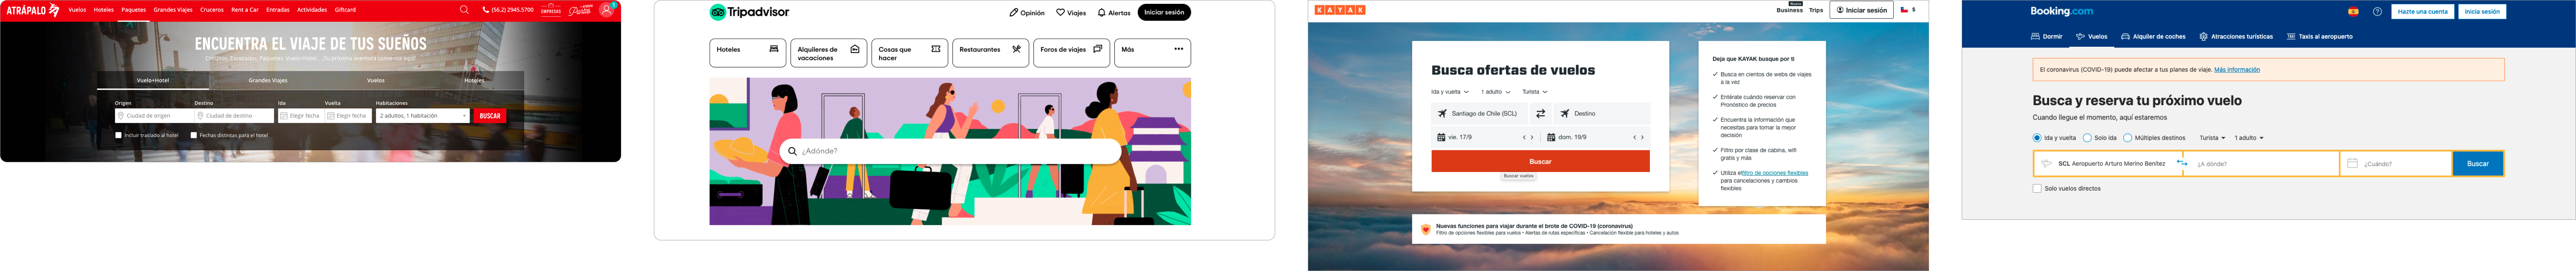 ATRÁPALO Vuelos Hoteles Paquetes Grandes Viajes Cruceros Rent a Car Entradas Actividades Giftcard (56.2) 2945.5700 EMPRESAS 1
ENCUENTRA EL VIAJE DE TUS SUEÑOS
Cruceros, Escapadas, Paquetes, Vuelo+Hotel... ¡Tu próxima aventura comienza aquí!
Vuelo+Hotel Grandes Viajes Vuelos Hoteles
Origen Destino Ida Vuelta Habitaciones
Ciudad de origen Ciudad de destino Elegir fecha Elegir fecha 2 adultos, 1 habitación BUSCAR
Incluir traslado al hotel Fechas distintas para el hotel
Tripadvisor Opinión Viajes Alertas Iniciar sesión
Hoteles
Alquileres de
vacaciones
Cosas que
hacer
Restaurantes
Foros de viajes
Más
¿Adónde?
KAYAK Business Nuevo Trips Iniciar sesión $
Busca ofertas de vuelos
Ida y vuelta 1 adulto Turista
Santiago de Chile (SCL) Destino
vie. 17/9 dom. 19/9
Buscar
Buscar vuelos
Deja que KAYAK busque por ti
Busca en cientos de webs de viajes
a la vez
Entérate cuándo reservar con
Pronóstico de precios
Encuentra la información que
necesitas para tomar la mejor
decisión
Filtro por clase de cabina, wifi
gratis y más
Utiliza el filtro de opciones flexibles
para cancelaciones y cambios
flexibles.
Nuevas funciones para viajar durante el brote de COVID-19 (coronavirus)
Filtro de opciones flexibles para vuelos • Alertas de rutas específicas • Cancelación flexible para hoteles y autos
Booking.com Hazte una cuenta Inicia sesión
Dormir Vuelos Alquiler de coches Atracciones turísticas Taxis al aeropuerto
El coronavirus (COVID-19) puede afectar a tus planes de viaje. Más información
Busca y reserva tu próximo vuelo
Cuando llegue el momento, aquí estaremos
Ida y vuelta Solo ida Múltiples destinos Turista 1 adulto
SCL Aeropuerto Arturo Merino Benítez ¿A dónde? ¿Cuándo? Buscar
Solo vuelos directos